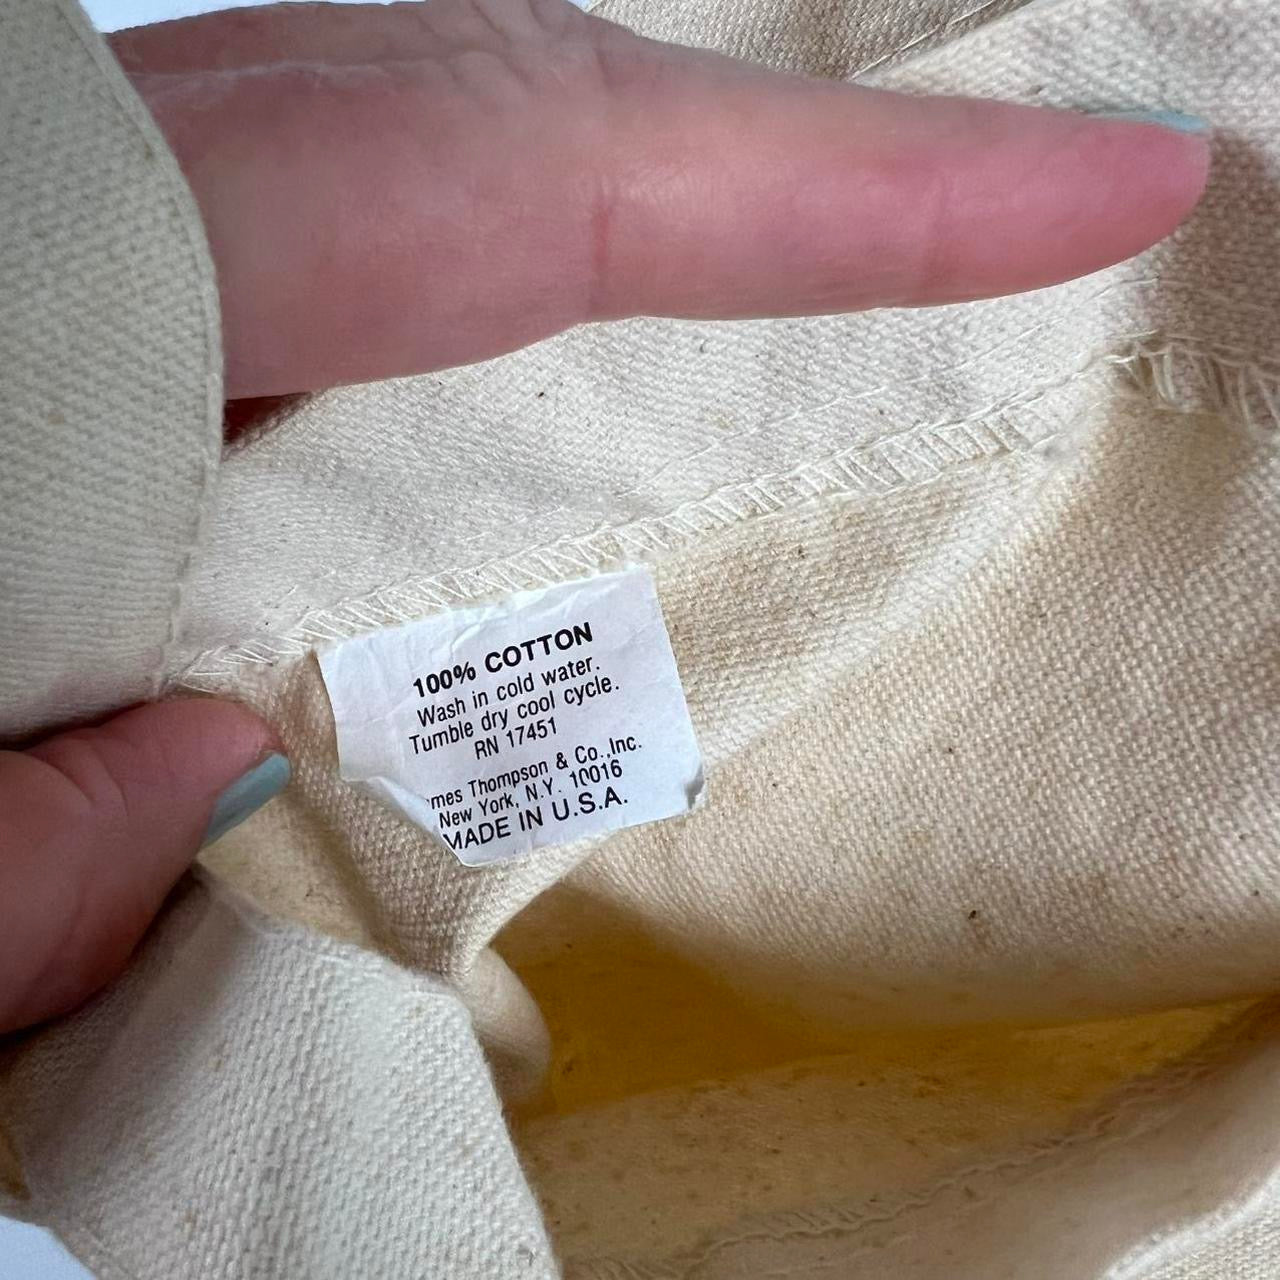 100% COTTON
Wash in cold water.
Tumble dry cool cycle.
RN 17451
mes Thompson & Co.,Inc.
New York, N.Y. 10016
MADE IN U.S.A.